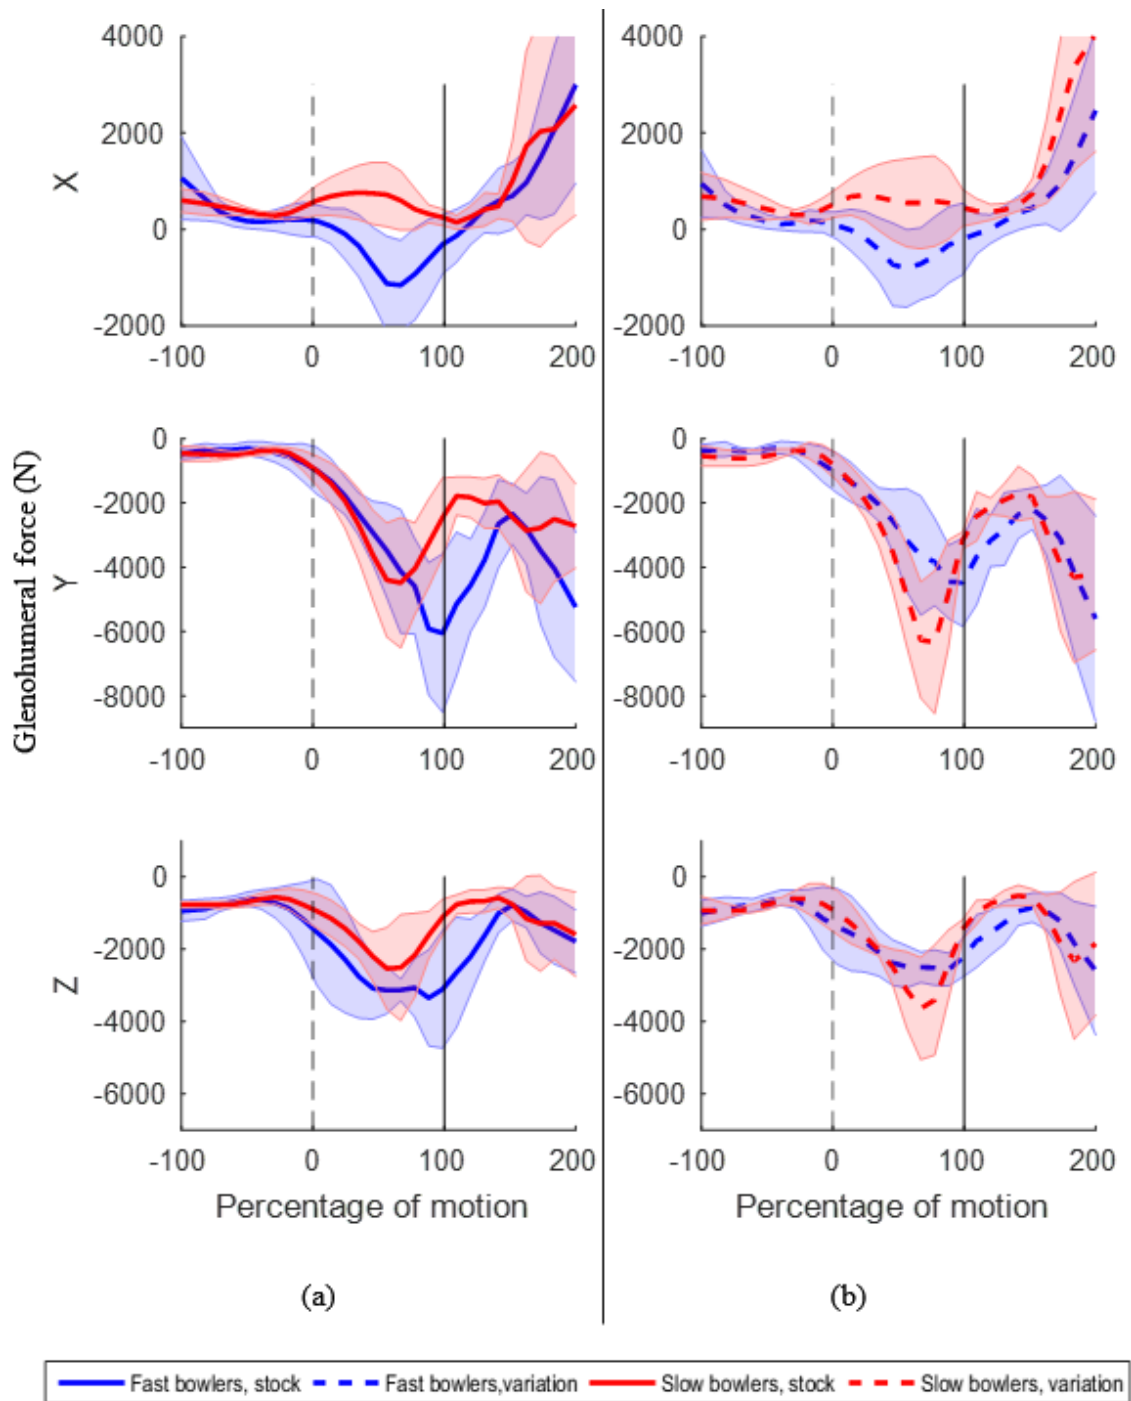 4000
2000
0
-2000
X
-100 0 100 200
4000
2000
0
-2000
-100 0 100 200
Glenohumeral force (N)
0
-2000
-4000
-6000
-8000
Y
-100 0 100 200
0
-2000
-4000
-6000
-8000
-100 0 100 200
0
-2000
-4000
-6000
Z
-100 0 100 200
Percentage of motion
0
-2000
-4000
-6000
-100 0 100 200
Percentage of motion
(a)
(b)
Fast bowlers, stock Fast bowlers,variation Slow bowlers, stock Slow bowlers, variation